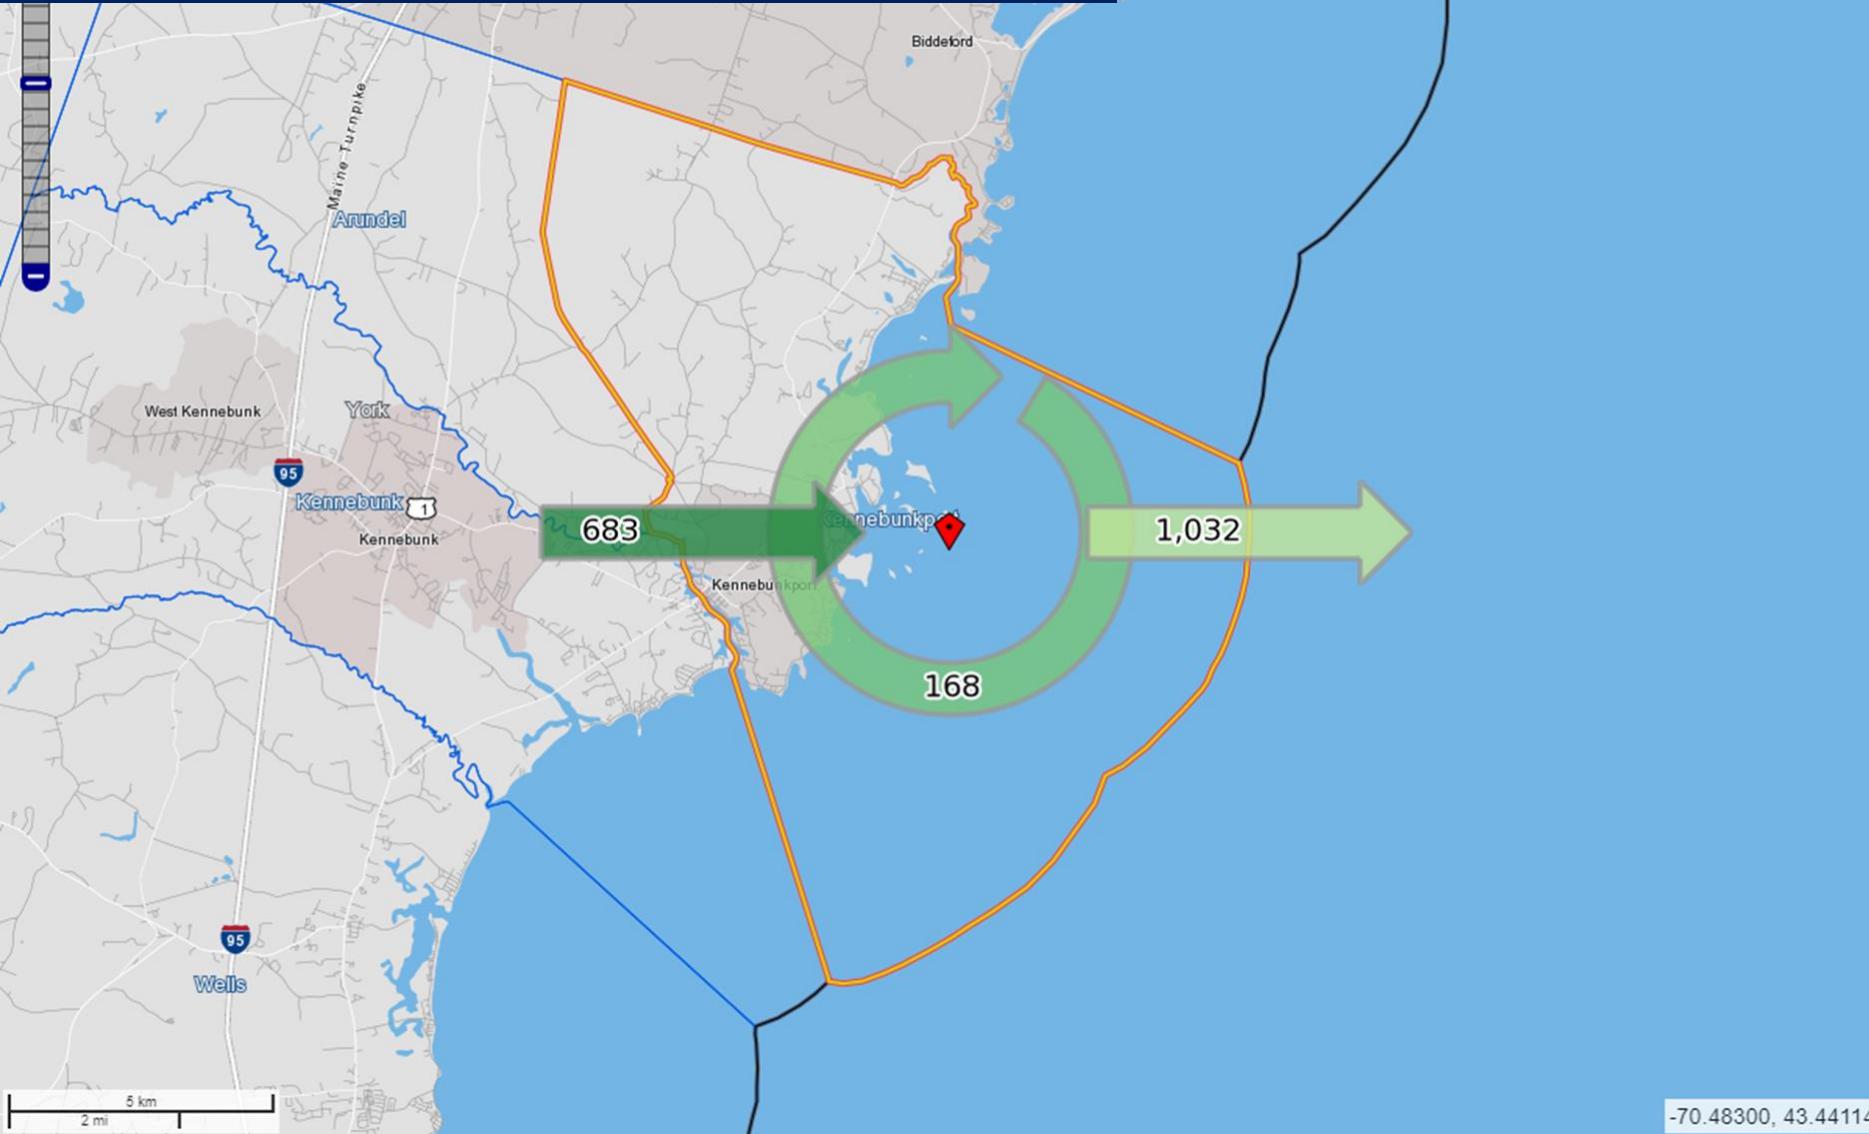 Biddeford
Maine Turnpike
Arundel
West Kennebunk
York
95
Kennebunk
1
Kennebunk
683
Kennebunkport
1,032
Kennebunkport
168
95
Wells
5 km
2 mi
-70.48300, 43.44114